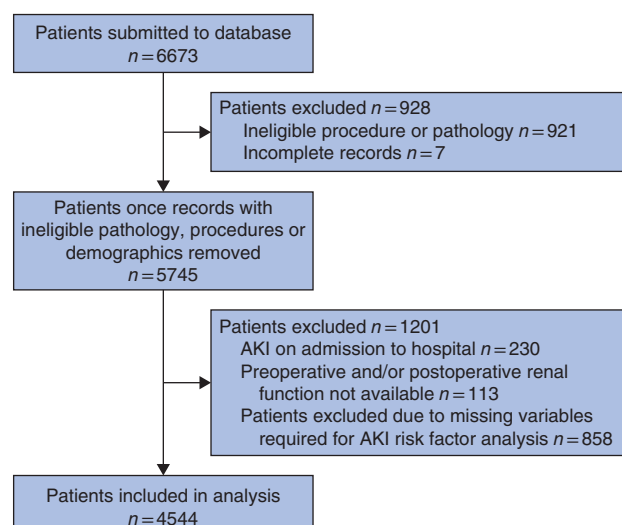 Patients submitted to database
n = 6673
Patients excluded n = 928
Ineligible procedure or pathology n = 921
Incomplete records n = 7
Patients once records with
ineligible pathology, procedures or
demographics removed
n = 5745
Patients excluded n = 1201
AKI on admission to hospital n = 230
Preoperative and/or postoperative renal
function not available n = 113
Patients excluded due to missing variables
required for AKI risk factor analysis n = 858
Patients included in analysis
n = 4544